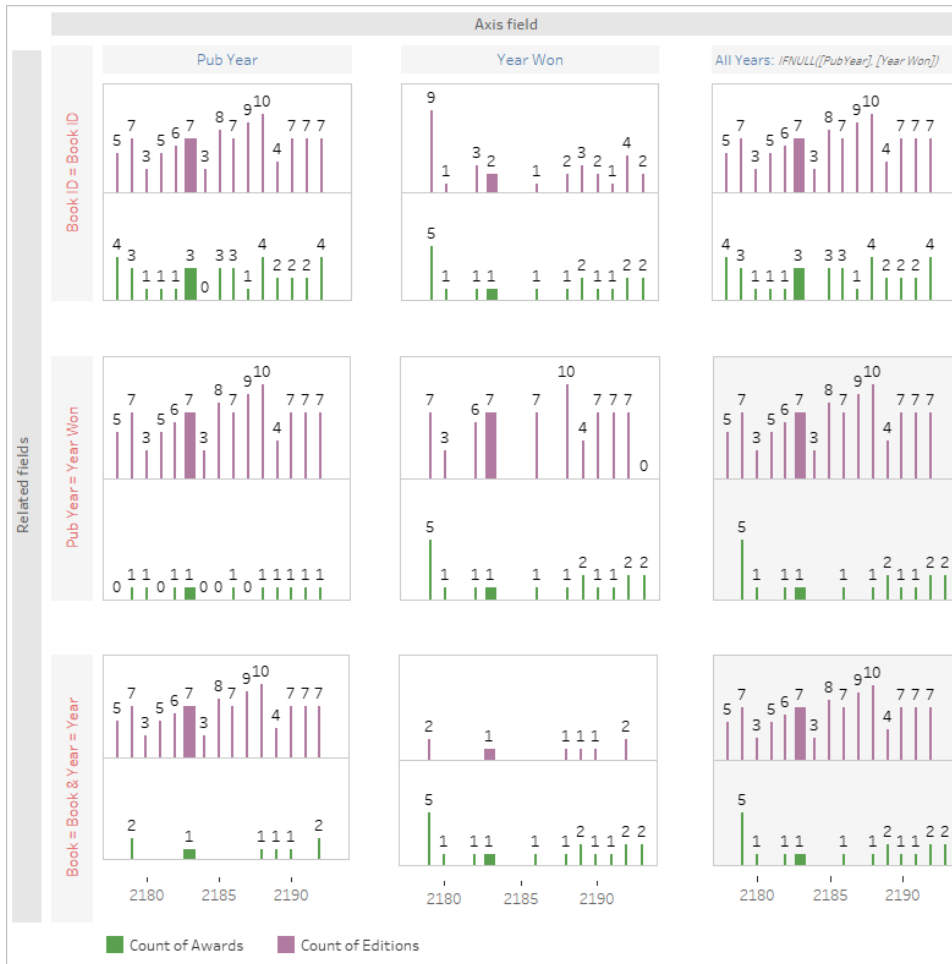 Axis field
Pub Year
Year Won
All Years: IFNULL([PubYear], [Year Won])
Related fields
Book ID = Book ID
5 7 3 5 6 7 3 8 7 9 10 4 7 7 7
9 1 3 2 1 2 3 2 1 4 2
5 7 3 5 6 7 3 8 7 9 10 4 7 7 7
4 3 1 1 1 3 0 3 3 1 4 2 2 2 4
5 1 1 1 1 1 2 1 1 2 2
4 3 1 1 1 3 3 3 1 4 2 2 2 4
Pub Year = Year Won
5 7 3 5 6 7 3 8 7 9 10 4 7 7 7
7 3 6 7 7 10 4 7 7 7 0
5 7 3 5 6 7 3 8 7 9 10 4 7 7 7
0 1 1 0 1 1 0 0 1 0 1 1 1 1 1
5 1 1 1 1 1 2 1 1 2 2
5 1 1 1 1 1 2 1 1 2 2
Book = Book & Year = Year
5 7 3 5 6 7 3 8 7 9 10 4 7 7 7
2 1 1 1 1 2
5 7 3 5 6 7 3 8 7 9 10 4 7 7 7
2 1 1 1 1 2
5 1 1 1 1 1 2 1 1 2 2
5 1 1 1 1 1 2 1 1 2 2
2180 2185 2190
2180 2185 2190
2180 2185 2190
Count of Awards
Count of Editions